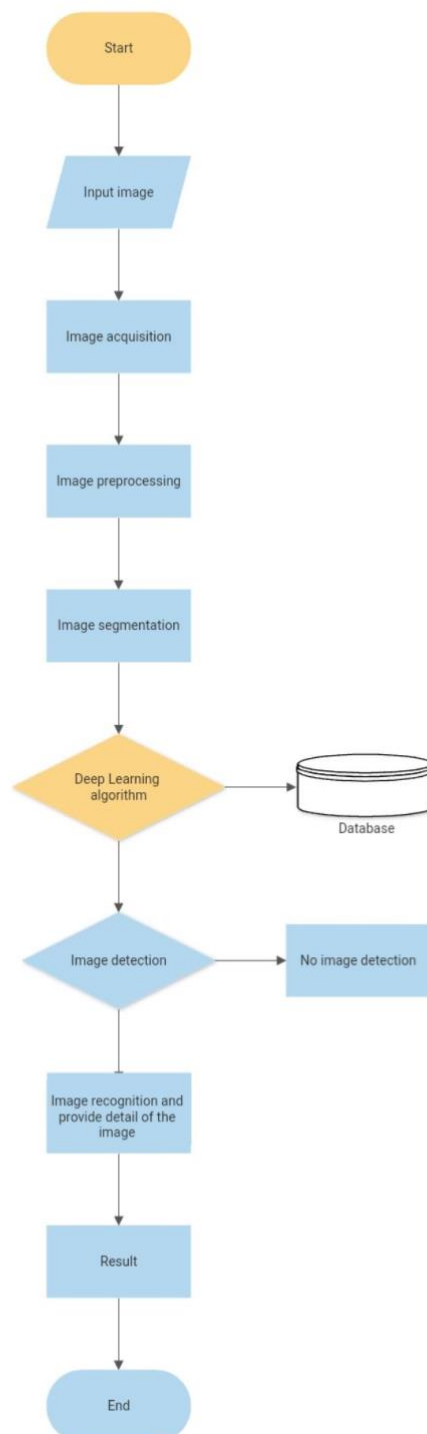 Start
Input image
Image acquisition
Image preprocessing
Image segmentation
Deep Learning
algorithm
Database
Image detection
No image detection
Image recognition and
provide detail of the
image
Result
End